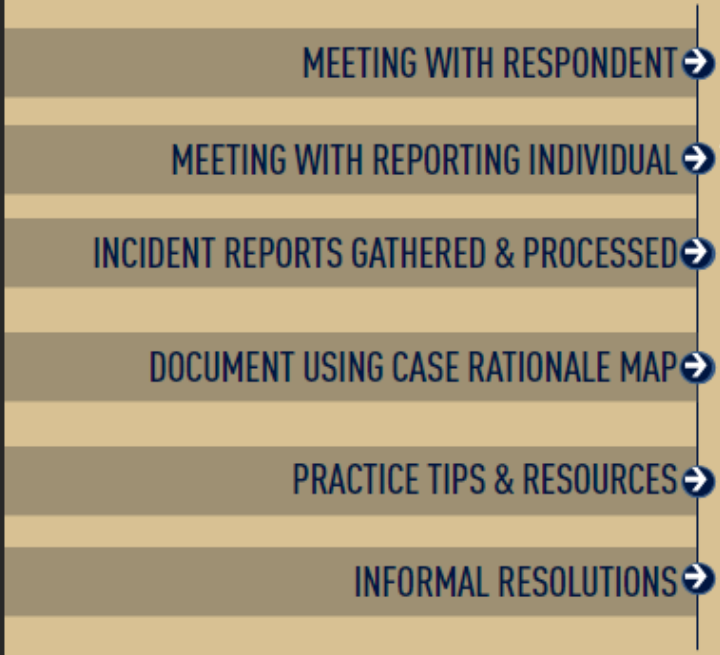 MEETING WITH RESPONDENT
MEETING WITH REPORTING INDIVIDUAL
INCIDENT REPORTS GATHERED & PROCESSED
DOCUMENT USING CASE RATIONALE MAP
PRACTICE TIPS & RESOURCES
INFORMAL RESOLUTIONS